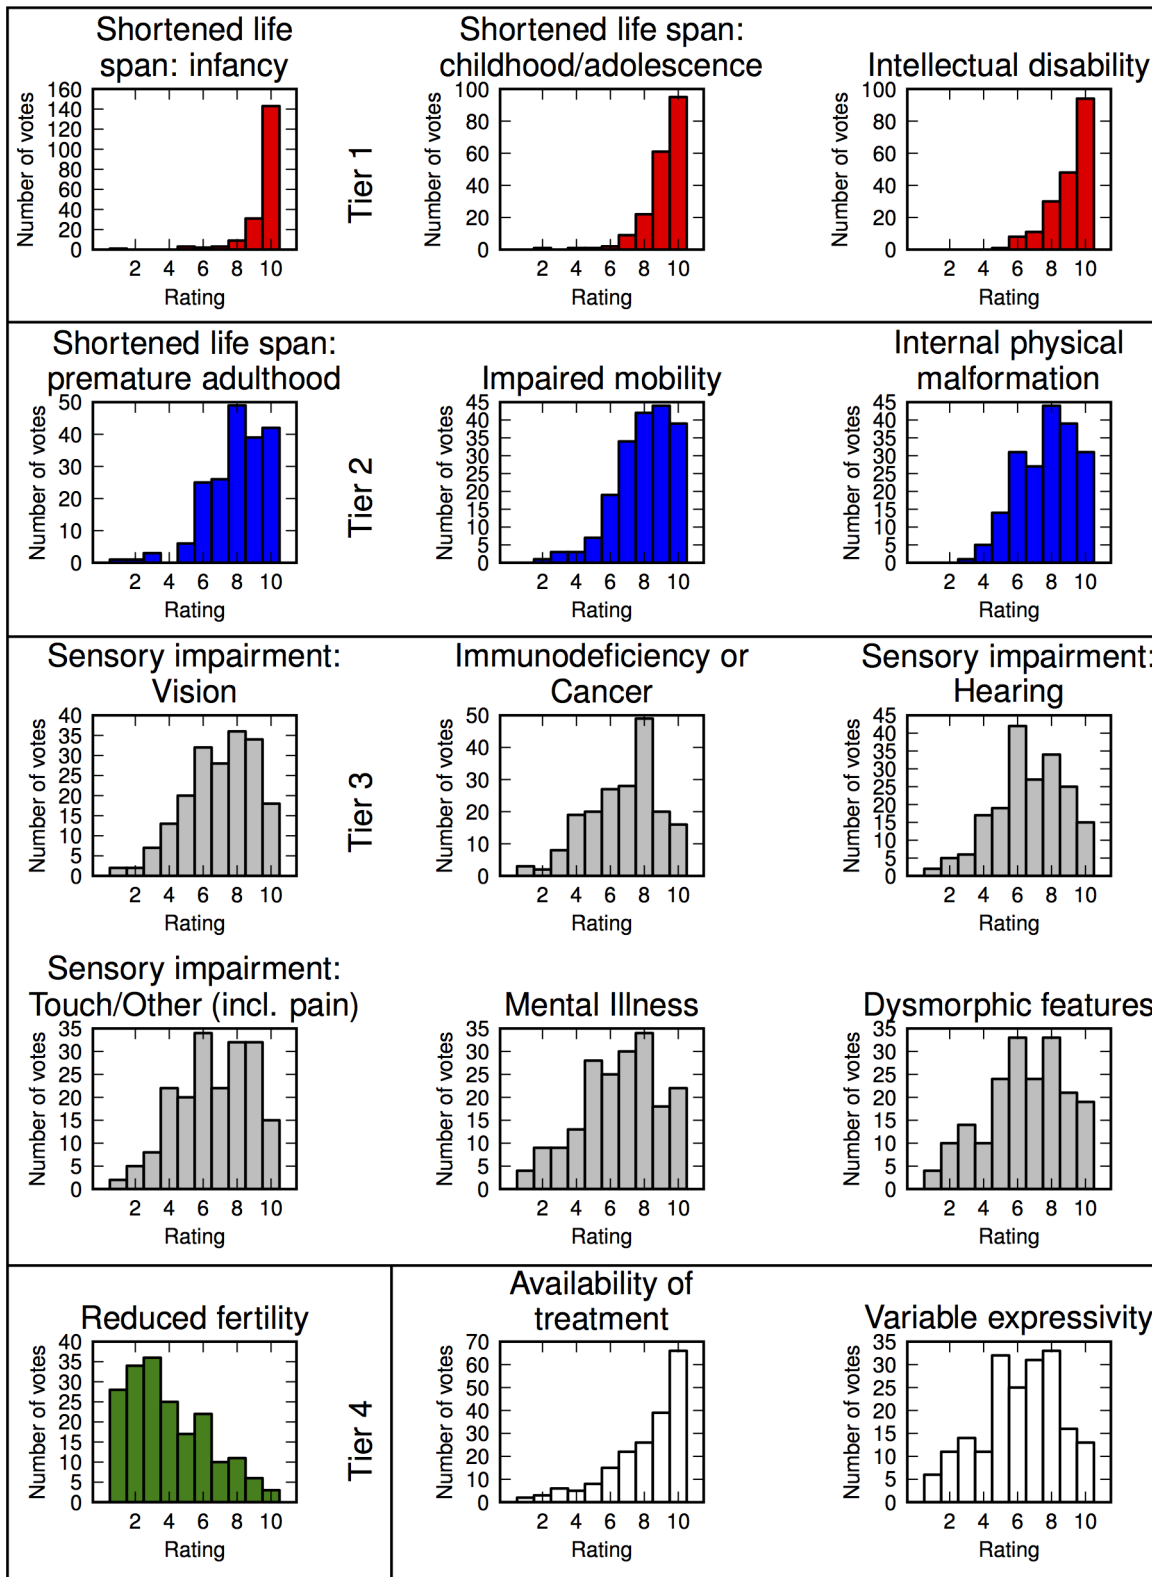 Shortened life
span: infancy
Number of votes
160
140
120
100
80
60
40
20
0
2 4 6 8 10
Rating
Tier 1
Shortened life span:
childhood/adolescence
100
80
60
40
20
0
2 4 6 8 10
Rating
Number of votes
Intellectual disability
Number of votes
100
80
60
40
20
0
2 4 6 8 10
Rating
Shortened life span:
premature adulthood
Number of votes
50
40
30
20
10
0
2 4 6 8 10
Rating
Tier 2
Impaired mobility
Number of votes
45
40
35
30
25
20
15
10
5
0
2 4 6 8 10
Rating
Internal physical
malformation
Number of votes
45
40
35
30
25
20
15
10
5
0
2 4 6 8 10
Rating
Sensory impairment:
Vision
Number of votes
40
35
30
25
20
15
10
5
0
2 4 6 8 10
Rating
Tier 3
Immunodeficiency or
Cancer
Number of votes
50
40
30
20
10
0
2 4 6 8 10
Rating
Sensory impairment:
Hearing
Number of votes
45
40
35
30
25
20
15
10
5
0
2 4 6 8 10
Rating
Sensory impairment:
Touch/Other (incl. pain)
Number of votes
35
30
25
20
15
10
5
0
2 4 6 8 10
Rating
Mental Illness
Number of votes
35
30
25
20
15
10
5
0
2 4 6 8 10
Rating
Dysmorphic features
Number of votes
35
30
25
20
15
10
5
0
2 4 6 8 10
Rating
Reduced fertility
Number of votes
40
35
30
25
20
15
10
5
0
2 4 6 8 10
Rating
Tier 4
Availability of
treatment
Number of votes
70
60
50
40
30
20
10
0
2 4 6 8 10
Rating
Variable expressivity
Number of votes
35
30
25
20
15
10
5
0
2 4 6 8 10
Rating